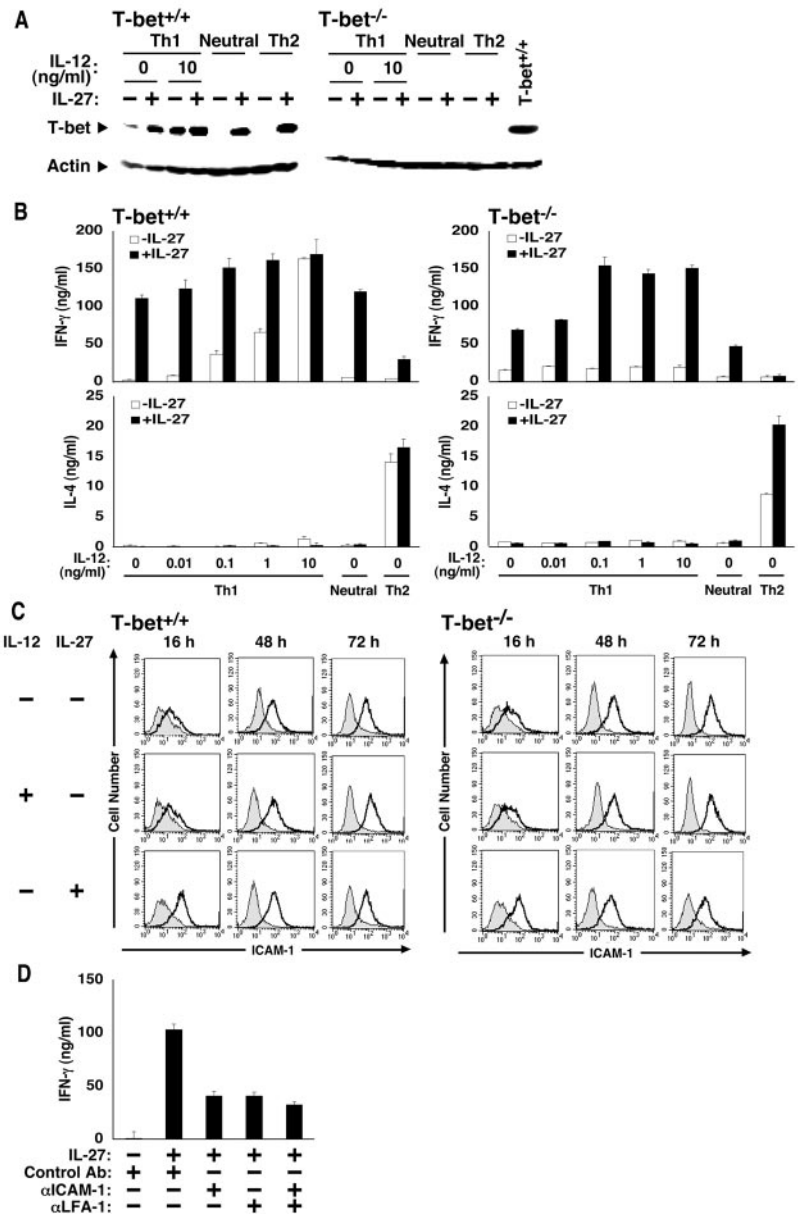 A
T-bet+/+
T-bet-/-
Th1 Neutral Th2
Th1 Neutral Th2
T-bet+/+
IL-12:
(ng/ml)
0 10
0 10
IL-27: − + − + − + − +
− + − + − + − +
T-bet ►
Actin ►
B
T-bet+/+
200
150
100
50
0
IFN-γ (ng/ml)
-IL-27
+IL-27
T-bet-/-
200
150
100
50
0
IFN-γ (ng/ml)
-IL-27
+IL-27
25
20
15
10
5
0
IL-4 (ng/ml)
-IL-27
+IL-27
IL-12: 0 0.01 0.1 1 10 0 0
(ng/ml)
Th1 Neutral Th2
25
20
15
10
5
0
IL-4 (ng/ml)
-IL-27
+IL-27
IL-12: 0 0.01 0.1 1 10 0 0
(ng/ml)
Th1 Neutral Th2
C
T-bet+/+
T-bet-/-
IL-12 IL-27
16 h 48 h 72 h
16 h 48 h 72 h
− −
+ −
− +
Cell Number
Cell Number
ICAM-1
ICAM-1
D
150
100
50
0
IFN-γ (ng/ml)
IL-27: − + + + +
Control Ab: + + − − −
αICAM-1 − − + − +
αLFA-1 − − − + +